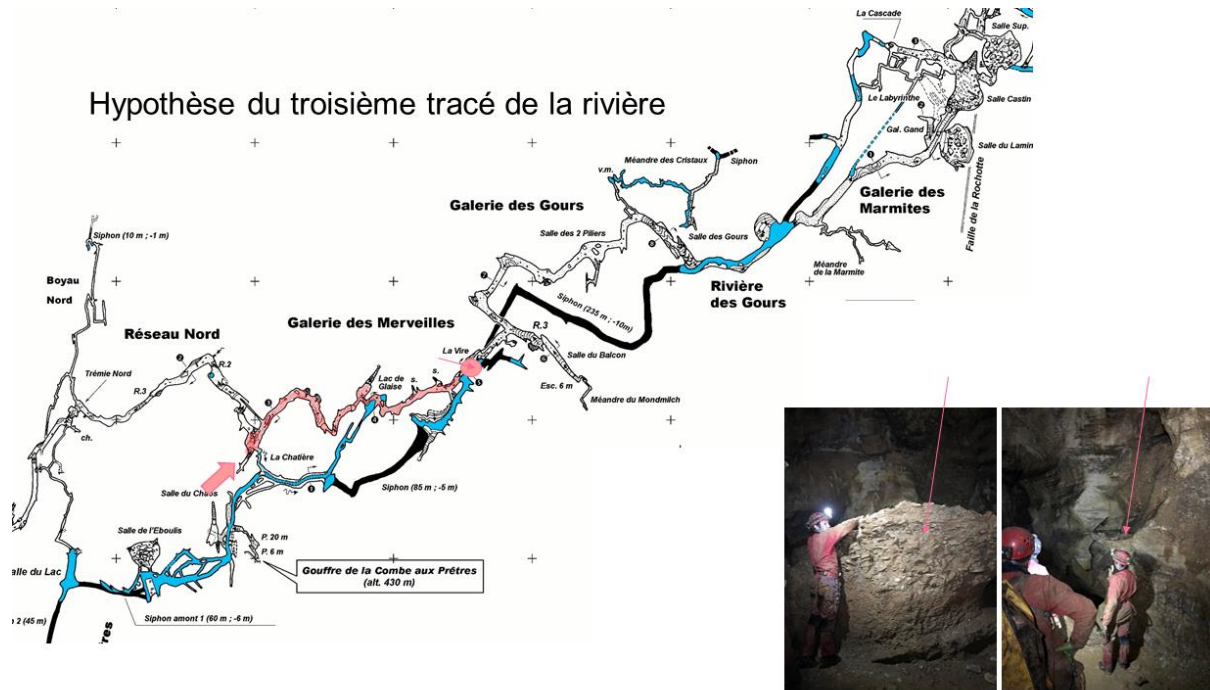 Hypothèse du troisième tracé de la rivière
La Cascade
Salle Sup.
Le Labyrinthe
Salle Castin
Gal. Gand
Salle du Lamin
Faille de la Rochotte
Galerie des
Marmites
Méandre
de la Marmite
Méandre des Cristaux
Siphon
v.m.
Galerie des Gours
Salle des 2 Piliers
Salle des Gours
Rivière
des Gours
Siphon (235 m ; -10m)
Siphon (10 m ; -1 m)
Boyau
Nord
Réseau Nord
Galerie des Merveilles
R.3
Salle du Balcon
La Vire
Esc. 6 m
Méandre du Mondmilch
R.2
Trémie Nord
R.3
Lac de
Glaise
s.
s.
ch.
La Chatière
Siphon (85 m ; -5 m)
Salle du Chaos
Salle de l'Eboulis
P. 20 m
P. 6 m
Gouffre de la Combe aux Prêtres
(alt. 430 m)
alle du Lac
Siphon amont 1 (60 m ; -6 m)
2 (45 m)
res